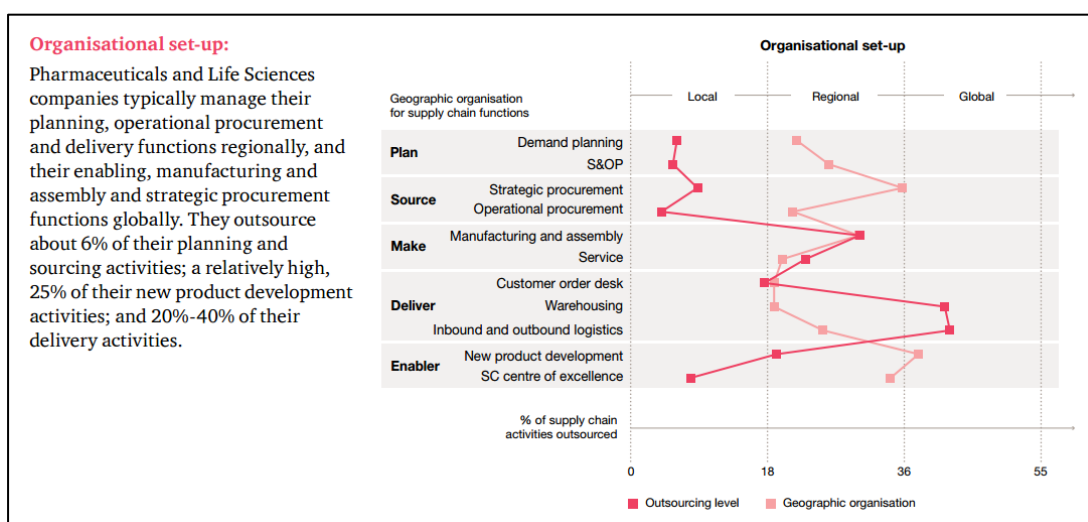 Organisational set-up:
Pharmaceuticals and Life Sciences
companies typically manage their
planning, operational procurement
and delivery functions regionally, and
their enabling, manufacturing and
assembly and strategic procurement
functions globally. They outsource
about 6% of their planning and
sourcing activities; a relatively high,
25% of their new product development
activities; and 20%-40% of their
delivery activities.
Organisational set-up
Geographic organisation
for supply chain functions
Local
Regional
Global
Plan
Demand planning
S&OP
Source
Strategic procurement
Operational procurement
Make
Manufacturing and assembly
Service
Deliver
Customer order desk
Warehousing
Inbound and outbound logistics
Enabler
New product development
SC centre of excellence
% of supply chain
activities outsourced
0
18
36
55
Outsourcing level
Geographic organisation